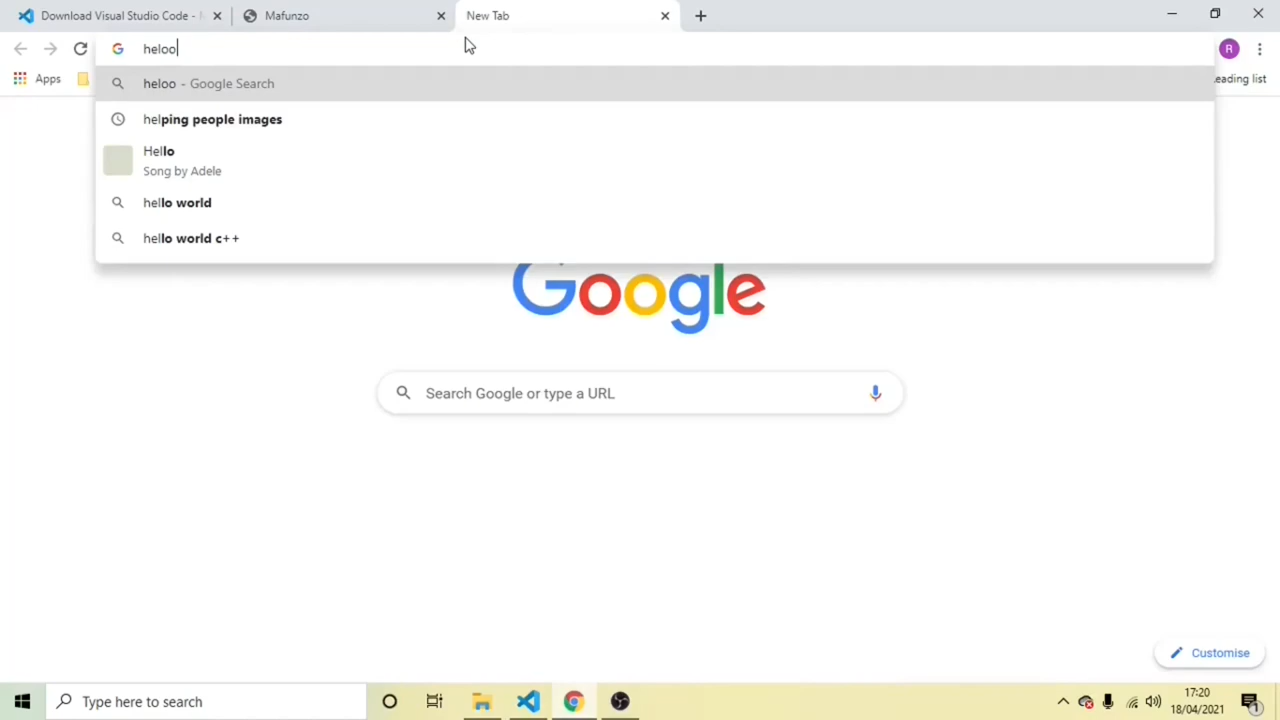 Download Visual Studio Code -
Mafunzo
New Tab
heloo
R
Apps
eading list
heloo - Google Search
helping people images
Hello
Song by Adele
hello world
hello world c++
Google
Search Google or type a URL
Customise
Type here to search
17:20
18/04/2021
1